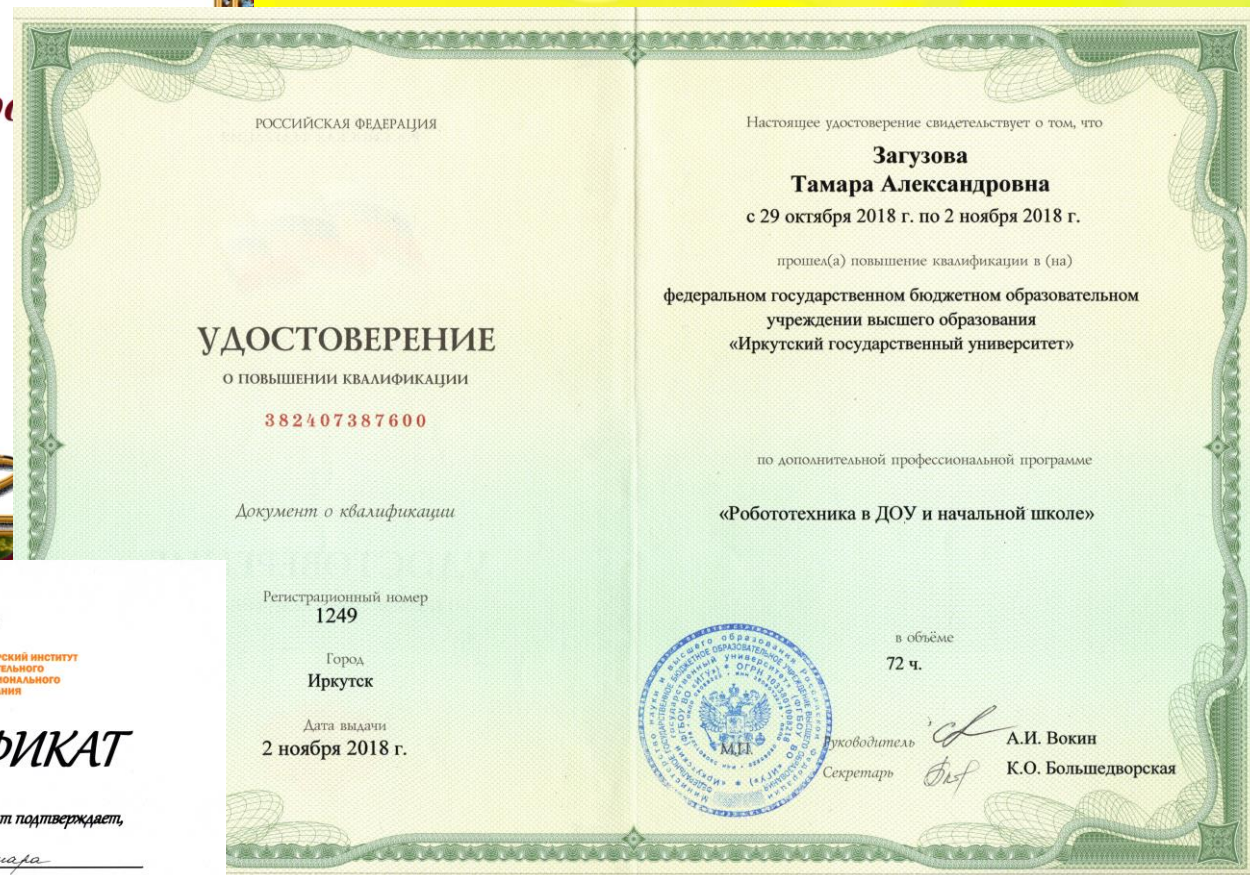 РОССИЙСКАЯ ФЕДЕРАЦИЯ
УДОСТОВЕРЕНИЕ
О ПОВЫШЕНИИ КВАЛИФИКАЦИИ
382407387600
Документ о квалификации
Регистрационный номер
1249
Город
Иркутск
Дата выдачи
2 ноября 2018 г.
Настоящее удостоверение свидетельствует о том, что
Загузова
Тамара Александровна
с 29 октября 2018 г. по 2 ноября 2018 г.
прошел(а) повышение квалификации в (на)
федеральном государственном бюджетном образовательном
учреждении высшего образования
«Иркутский государственный университет»
по дополнительной профессиональной программе
«Робототехника в ДОУ и начальной школе»
в объёме
72 ч.
М.П.
Руководитель А.И. Вокин
Секретарь К.О. Большедворская
ИНСТИТУТ
ФИКАТ
подтверждает,